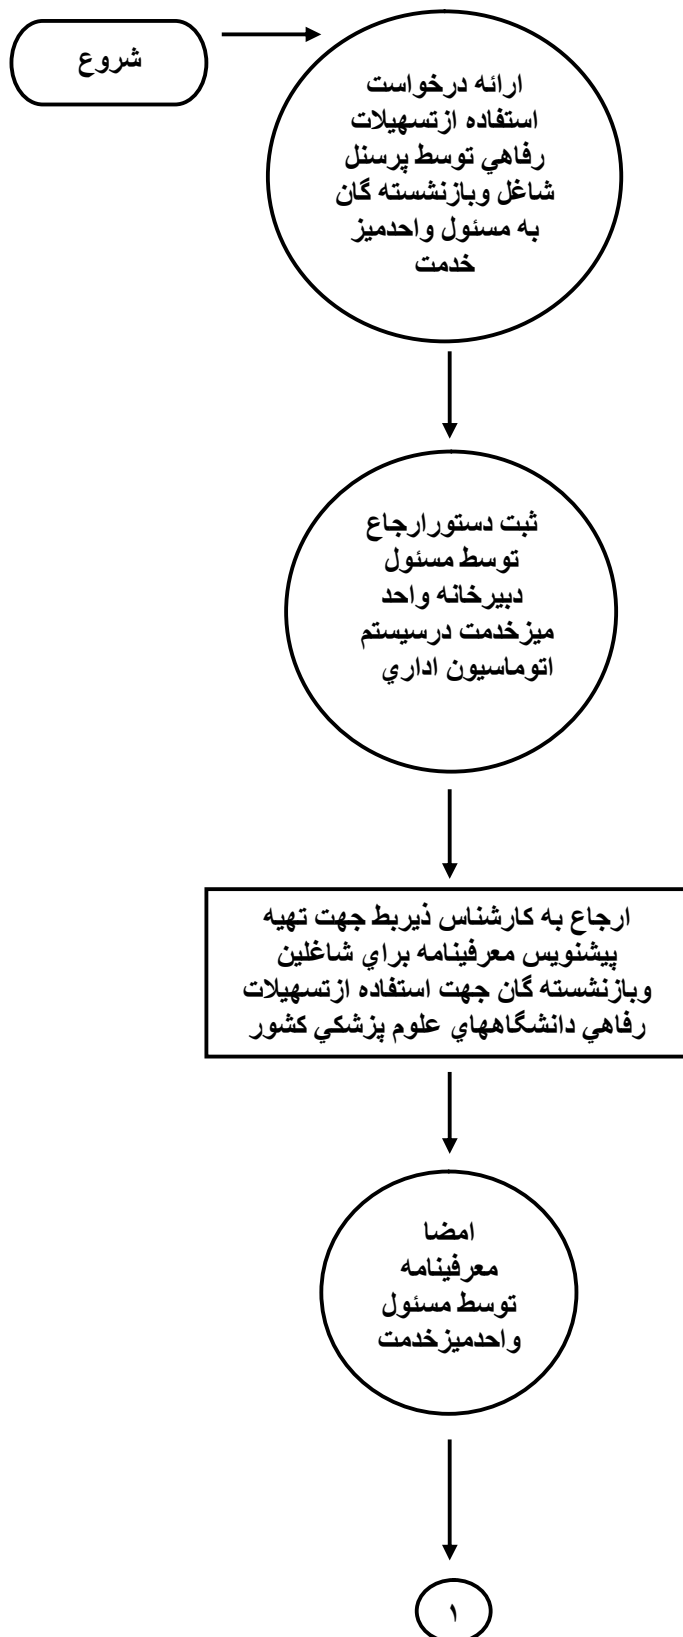 شروع
ارائه درخواست
استفاده ازتسهيلات
رفاهي توسط پرسنل
شاغل وبازنشسته گان
به مسئول واحدميز
خدمت
ثبت دستورارجاع
توسط مسئول
دبيرخانه واحد
ميزخدمت درسيستم
اتوماسيون اداري
ارجاع به كارشناس ذيربط جهت تهيه
پيشنويس معرفينامه براي شاغلين
وبازنشسته گان جهت استفاده ازتسهيلات
رفاهي دانشگاههاي علوم پزشكي كشور
امضا
معرفينامه
توسط مسئول
واحدميزخدمت
۱